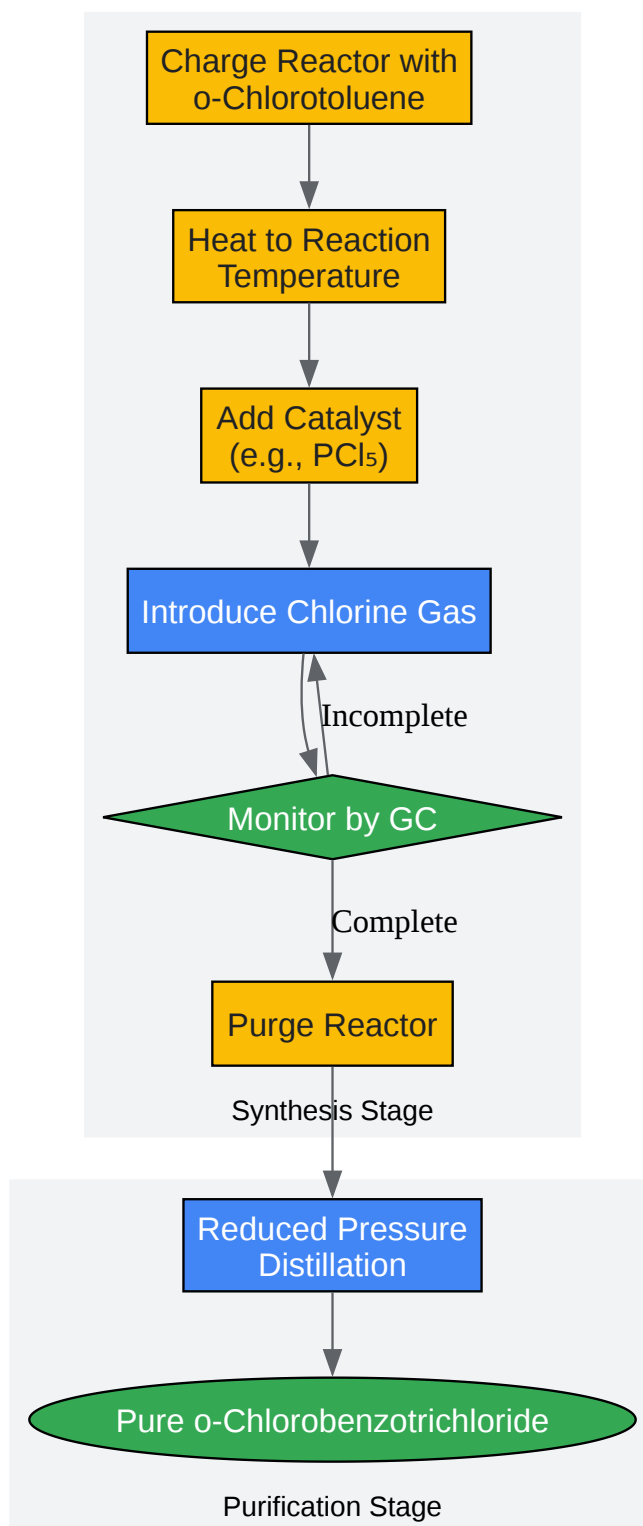 Charge Reactor with
o-Chlorotoluene
Heat to Reaction
Temperature
Add Catalyst
(e.g., PCl₅)
Introduce Chlorine Gas
Incomplete
Monitor by GC
Complete
Purge Reactor
Synthesis Stage
Reduced Pressure
Distillation
Pure o-Chlorobenzotrichloride
Purification Stage